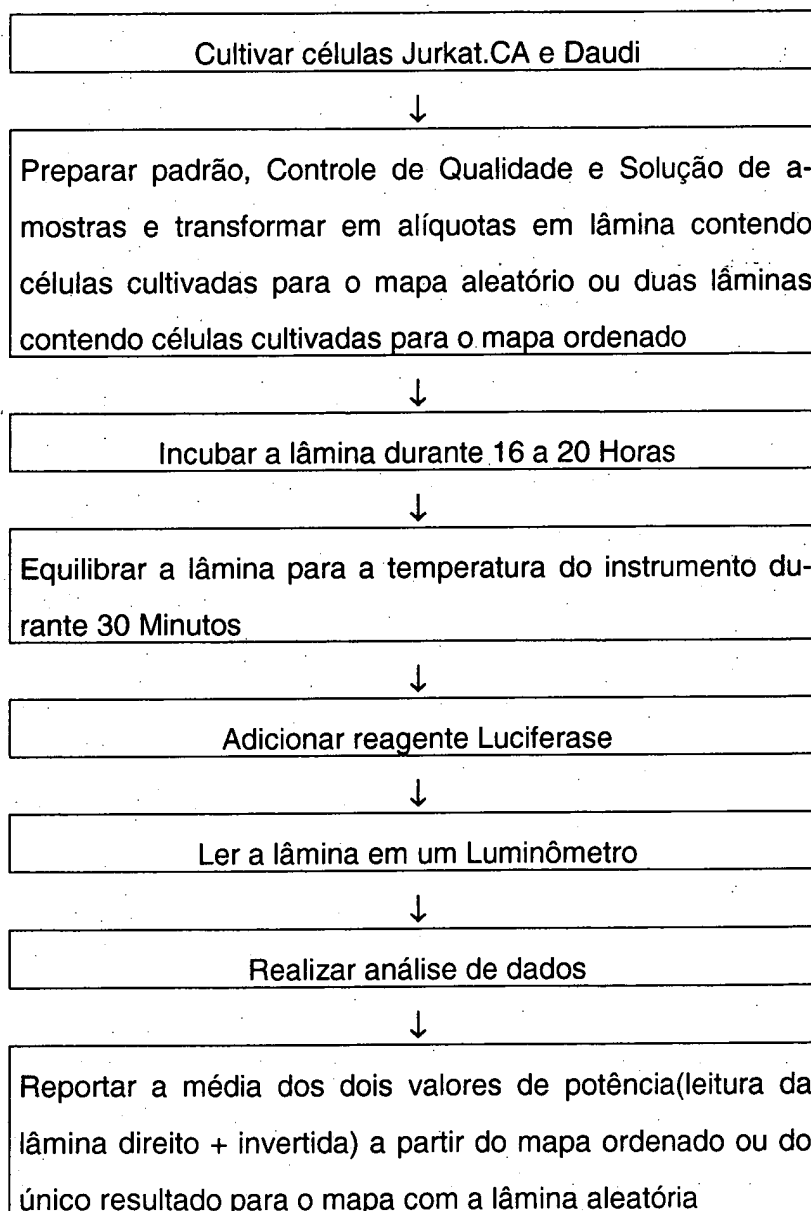 Cultivar células Jurkat.CA e Daudi
↓
Preparar padrão, Controle de Qualidade e Solução de a-
mostras e transformar em alíquotas em lâmina contendo
células cultivadas para o mapa aleatório ou duas lâminas
contendo células cultivadas para o mapa ordenado
↓
Incubar a lâmina durante 16 a 20 Horas
↓
Equilibrar a lâmina para a temperatura do instrumento du-
rante 30 Minutos
↓
Adicionar reagente Luciferase
↓
Ler a lâmina em um Luminômetro
↓
Realizar análise de dados
↓
Reportar a média dos dois valores de potência(leitura da
lâmina direito + invertida) a partir do mapa ordenado ou do
único resultado para o mapa com a lâmina aleatória